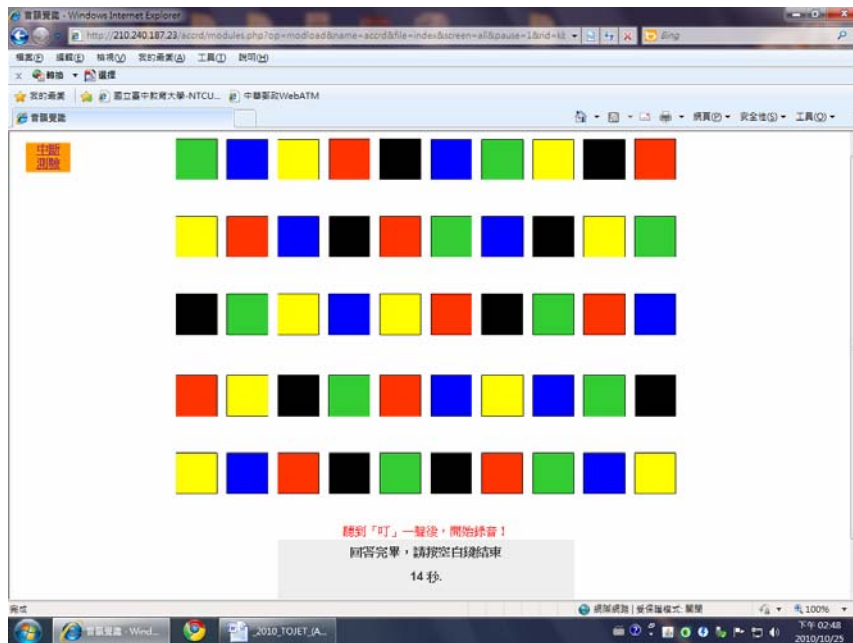 音韻覺識 - Windows Internet Explorer
http://210.240.187.23/accrd/modules.php?op=modload&name=accrd&file=index&screen=all&pause=1&rid=
Bing
檔案(F) 編輯(E) 檢視(V) 我的最愛(A) 工具(T) 說明(H)
x 轉換 選擇
我的最愛 國立臺中教育大學-NTCU... 中華郵政WebATM
音韻覺識
網頁(P) 安全性(S) 工具(O)
中斷
測驗
聽到「叮」一聲後，開始錄音！
回答完畢，請按空白鍵結束
14 秒.
完成
網際網路 | 受保護模式: 關閉
100%
音韻覺識 - Wind...
_2010_TOJET_(A...
下午 02:48
2010/10/25